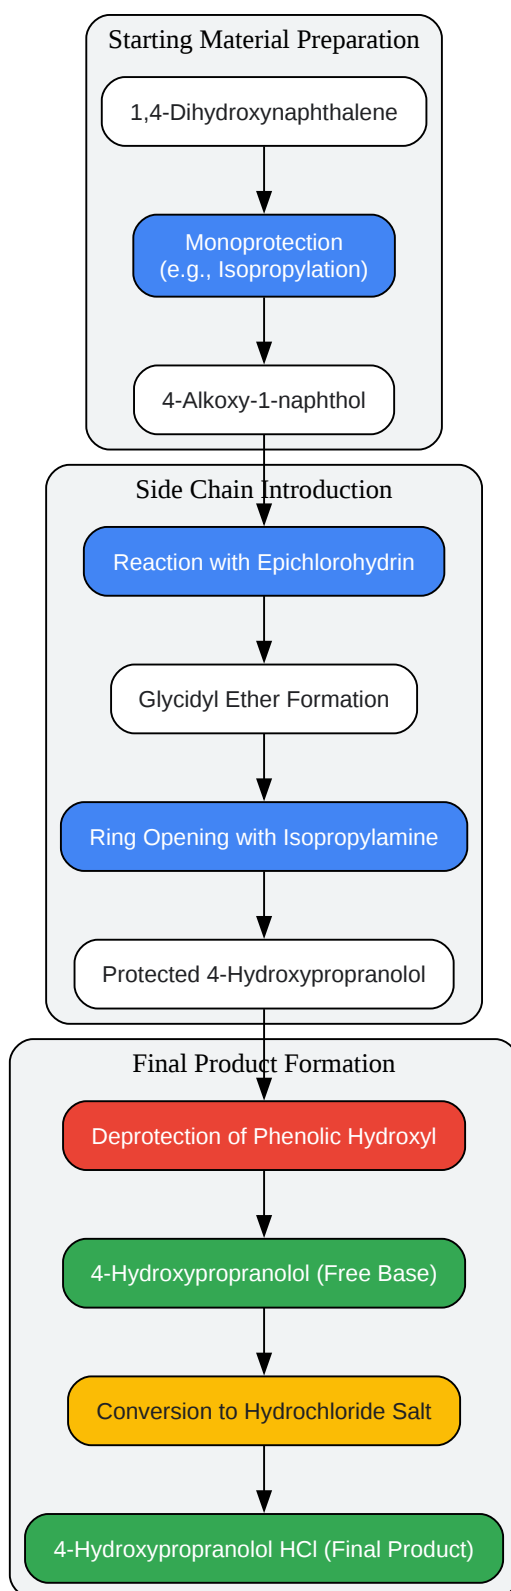 Starting Material Preparation
1,4-Dihydroxynaphthalene
Monoprotection
(e.g., Isopropylation)
4-Alkoxy-1-naphthol
Side Chain Introduction
Reaction with Epichlorohydrin
Glycidyl Ether Formation
Ring Opening with Isopropylamine
Protected 4-Hydroxypropranolol
Final Product Formation
Deprotection of Phenolic Hydroxyl
4-Hydroxypropranolol (Free Base)
Conversion to Hydrochloride Salt
4-Hydroxypropranolol HCl (Final Product)